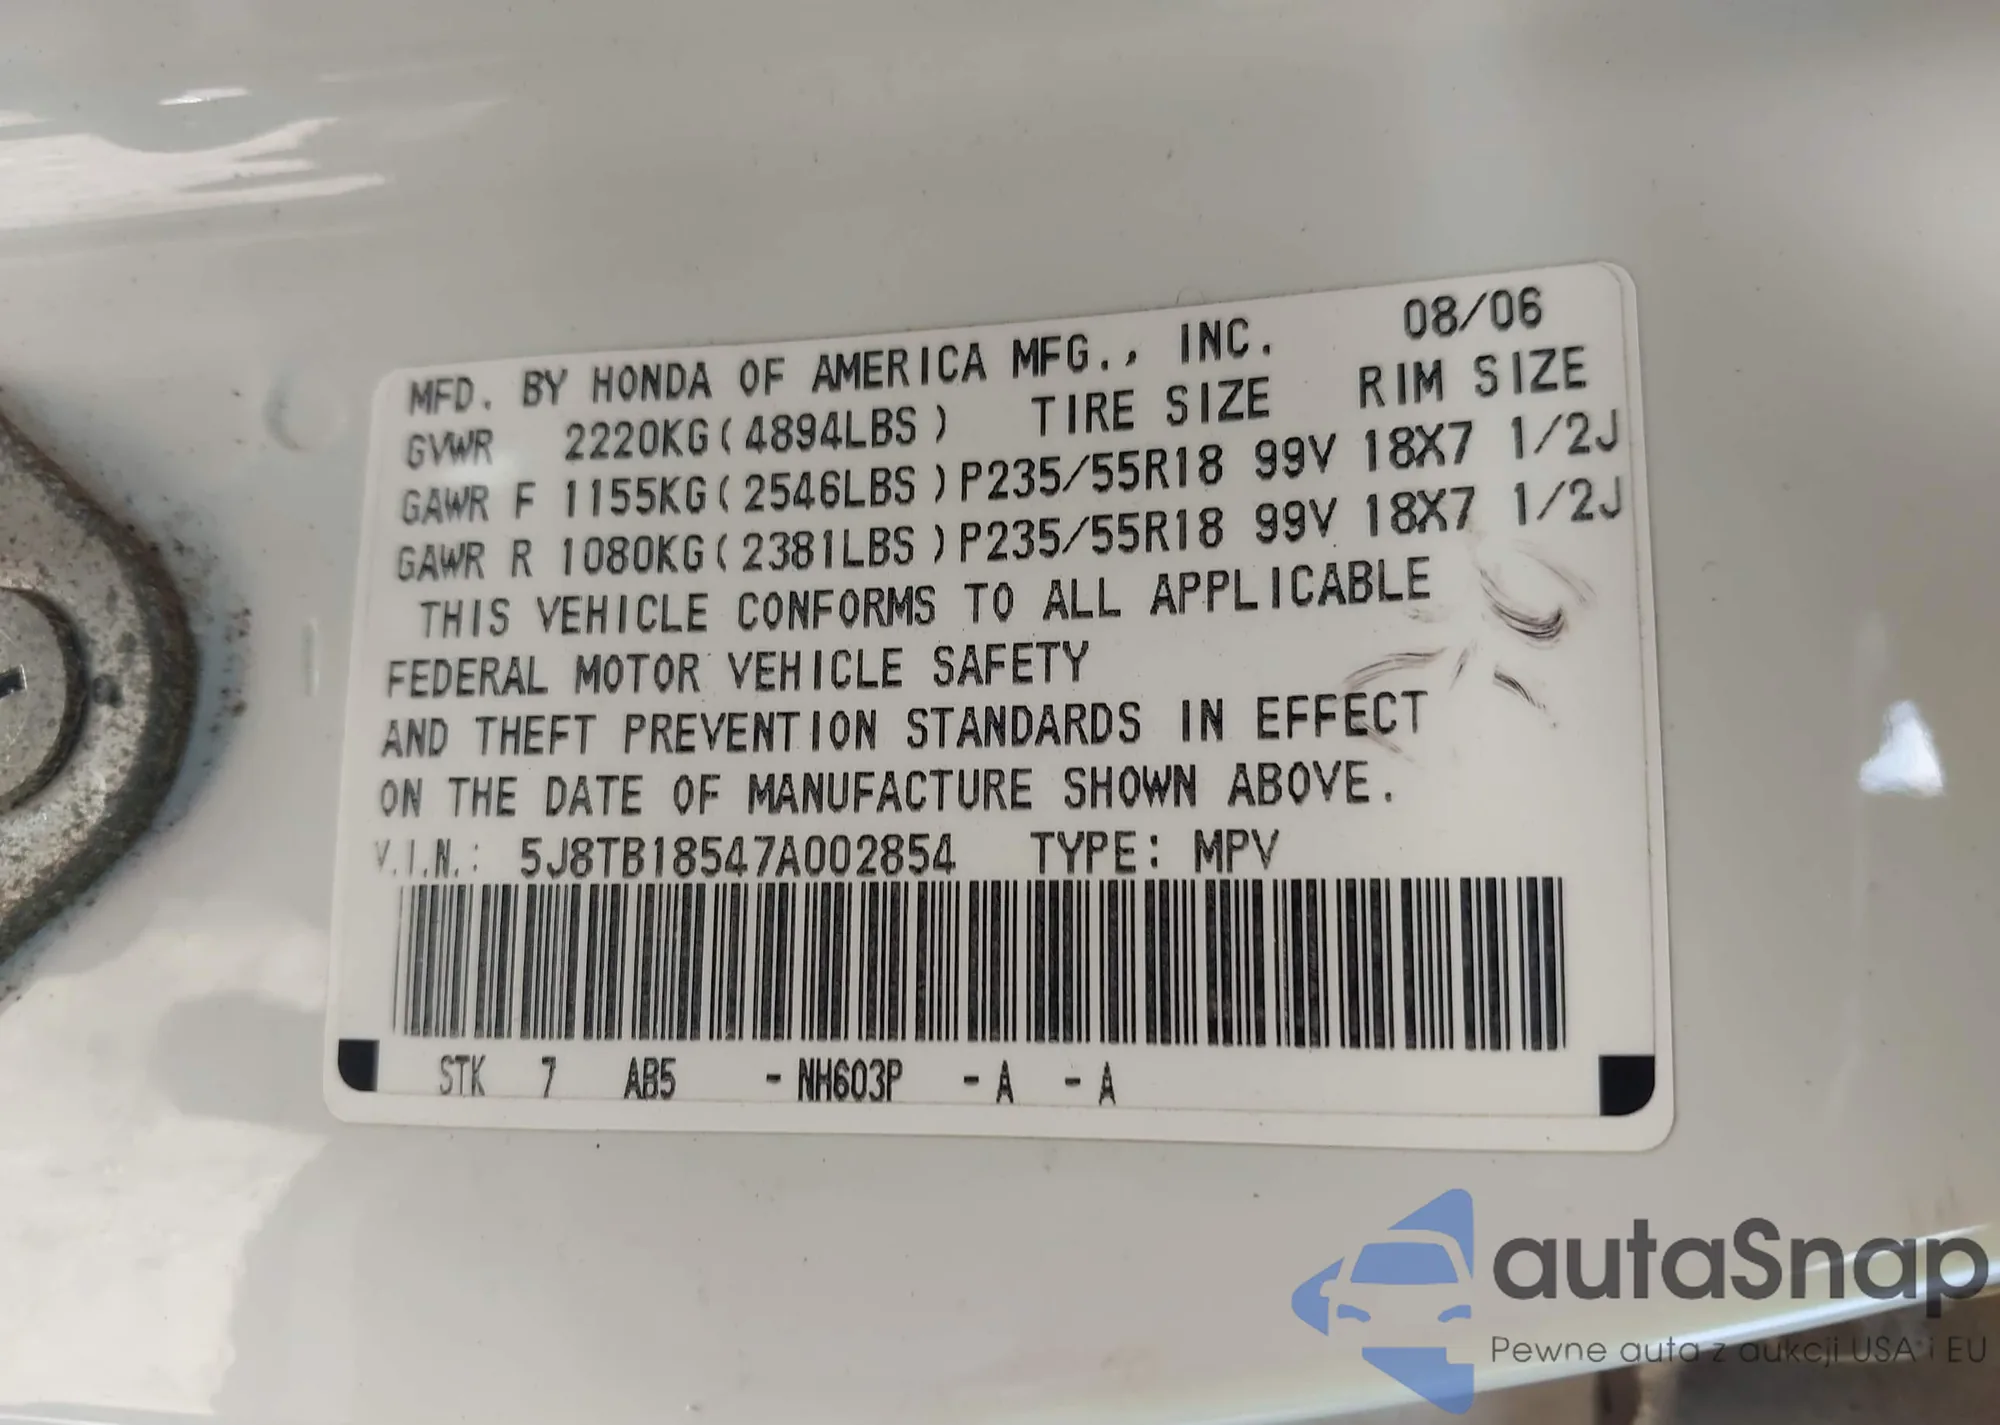 MFD. BY HONDA OF AMERICA MFG., INC. 08/06
GVWR 2220KG(4894LBS) TIRE SIZE RIM SIZE
GAWR F 1155KG(2546LBS)P235/55R18 99V 18X7 1/2J
GAWR R 1080KG(2381LBS)P235/55R18 99V 18X7 1/2J
THIS VEHICLE CONFORMS TO ALL APPLICABLE
FEDERAL MOTOR VEHICLE SAFETY
AND THEFT PREVENTION STANDARDS IN EFFECT
ON THE DATE OF MANUFACTURE SHOWN ABOVE.
V.I.N.: 5J8TB18547A002854 TYPE: MPV
STK 7 AB5 -NH603P -A -A
autaSnap
Pewne auta z aukcji USA i EU